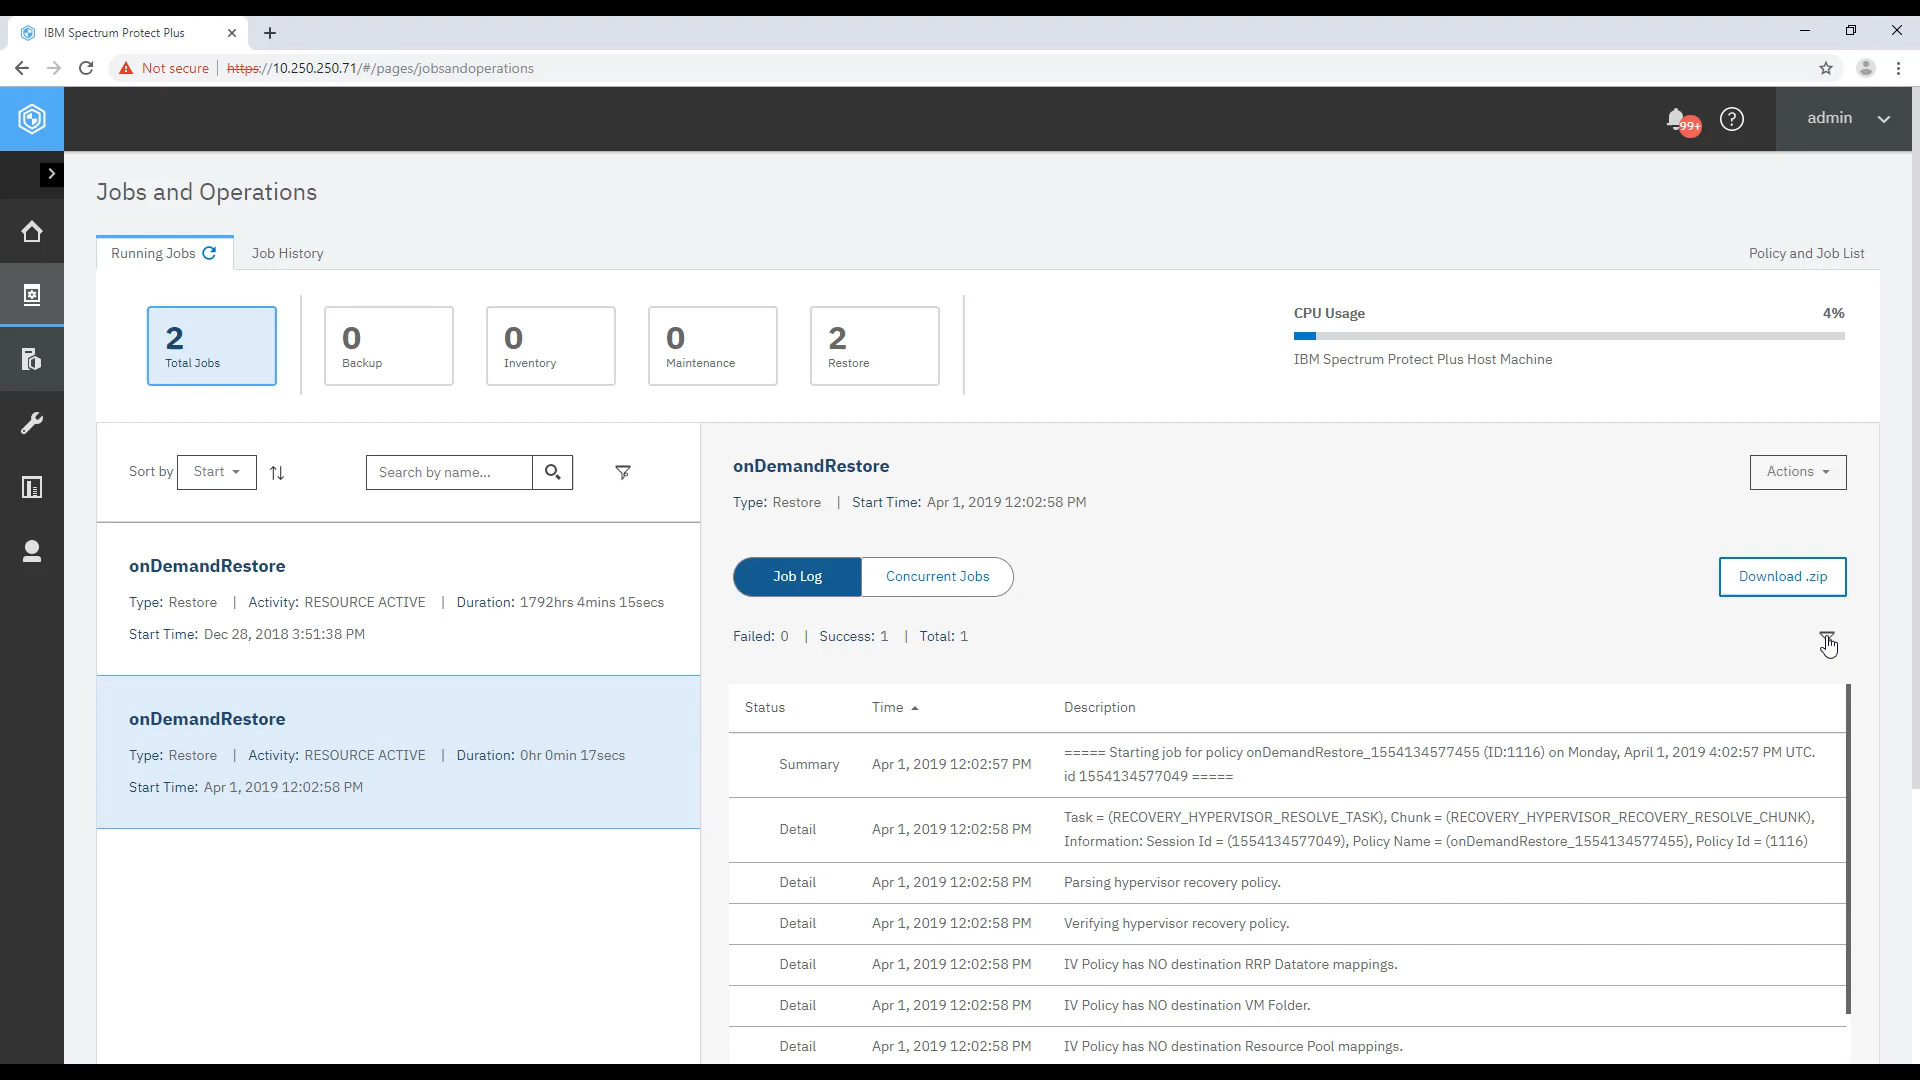 IBM Spectrum Protect Plus
Not secure | https://10.250.250.71/#/pages/jobsandoperations
99+
admin
Jobs and Operations
Running Jobs
Job History
Policy and Job List
2
Total Jobs
0
Backup
0
Inventory
0
Maintenance
2
Restore
CPU Usage 4%
IBM Spectrum Protect Plus Host Machine
Sort by Start
Search by name...
onDemandRestore
Type: Restore | Activity: RESOURCE ACTIVE | Duration: 1792hrs 4mins 15secs
Start Time: Dec 28, 2018 3:51:38 PM
onDemandRestore
Type: Restore | Activity: RESOURCE ACTIVE | Duration: 0hr 0min 17secs
Start Time: Apr 1, 2019 12:02:58 PM
onDemandRestore
Actions
Type: Restore | Start Time: Apr 1, 2019 12:02:58 PM
Job Log
Concurrent Jobs
Download .zip
Failed: 0 | Success: 1 | Total: 1
Status Time Description
Summary Apr 1, 2019 12:02:57 PM ===== Starting job for policy onDemandRestore_1554134577455 (ID:1116) on Monday, April 1, 2019 4:02:57 PM UTC.
id 1554134577049 =====
Detail Apr 1, 2019 12:02:58 PM Task = (RECOVERY_HYPERVISOR_RESOLVE_TASK), Chunk = (RECOVERY_HYPERVISOR_RECOVERY_RESOLVE_CHUNK),
Information: Session Id = (1554134577049), Policy Name = (onDemandRestore_1554134577455), Policy Id = (1116)
Detail Apr 1, 2019 12:02:58 PM Parsing hypervisor recovery policy.
Detail Apr 1, 2019 12:02:58 PM Verifying hypervisor recovery policy.
Detail Apr 1, 2019 12:02:58 PM IV Policy has NO destination RRP Datatore mappings.
Detail Apr 1, 2019 12:02:58 PM IV Policy has NO destination VM Folder.
Detail Apr 1, 2019 12:02:58 PM IV Policy has NO destination Resource Pool mappings.